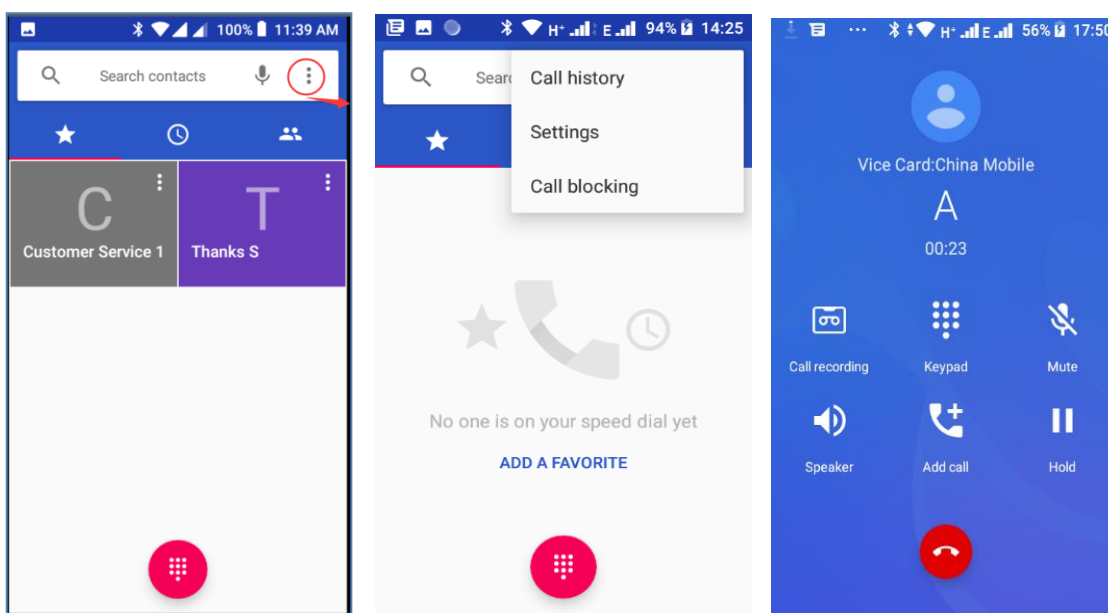 100% 11:39 AM
Search contacts
C
Customer Service 1
T
Thanks S
H+ E 94% 14:25
Sear
Call history
Settings
Call blocking
No one is on your speed dial yet
ADD A FAVORITE
H+ E 56% 17:50
Vice Card:China Mobile
A
00:23
Call recording
Keypad
Mute
Speaker
Add call
Hold